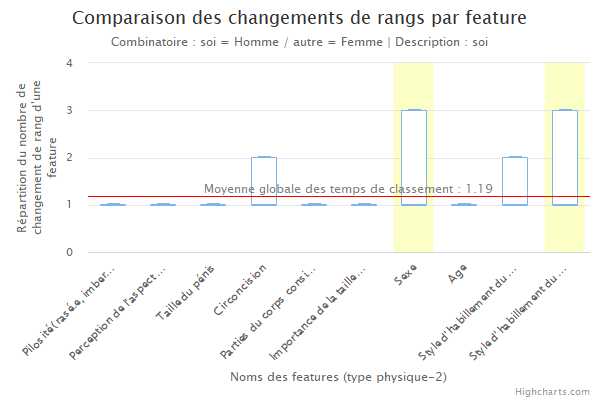 Comparaison des changements de rangs par feature
Combinatoire : soi = Homme / autre = Femme | Description : soi
Répartition du nombre de
changement de rang d'une
feature
4
3
2
1
0
Moyenne globale des temps de classement : 1.19
Pilosité(rasée, imber...
Perception de l'aspect...
Taille du pénis
Circoncision
Parties du corps consi...
Importance de la taille...
Sexe
Age
Style d'habillement du...
Style d'habillement du...
Noms des features (type physique-2)
Highcharts.com